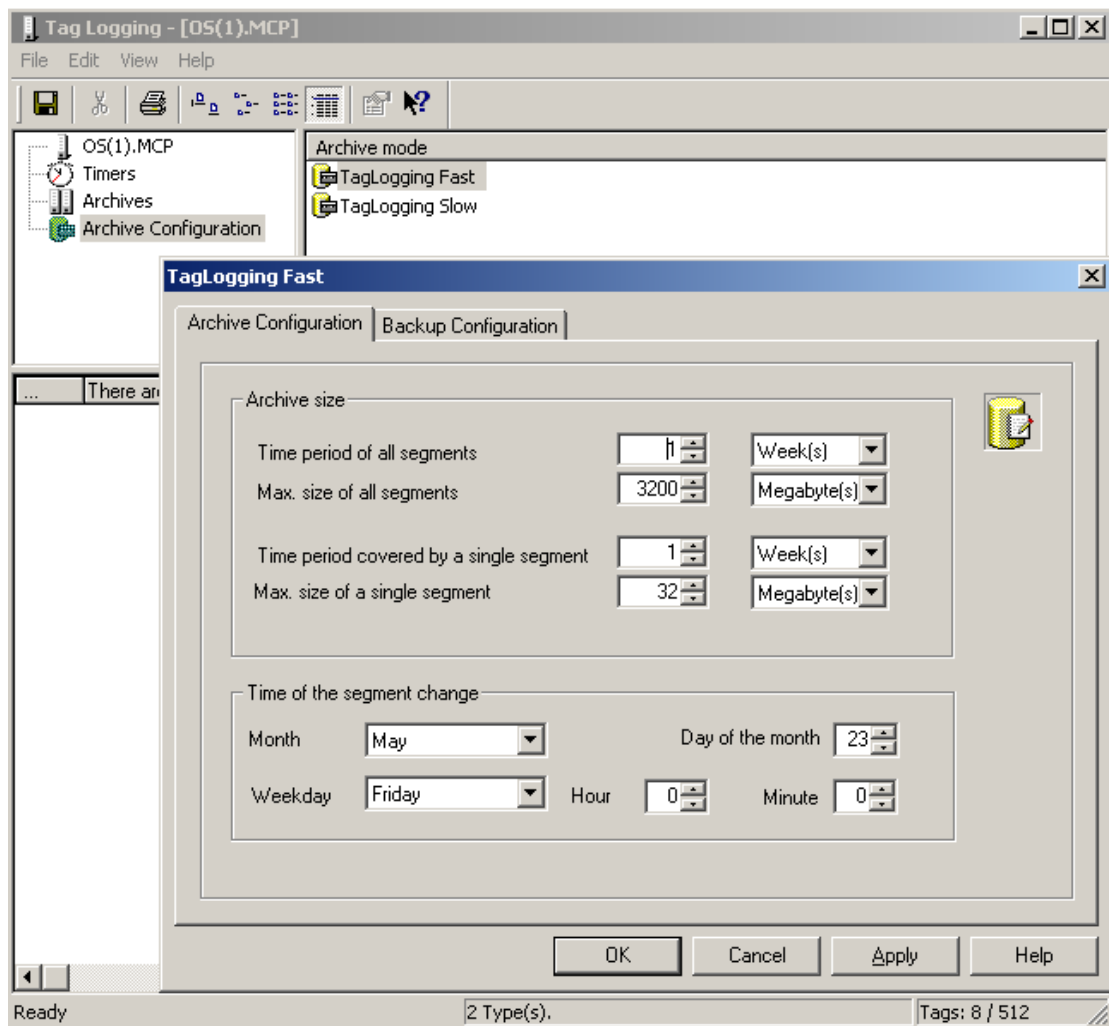 Tag Logging - [OS(1).MCP]
File Edit View Help
OS(1).MCP
Timers
Archives
Archive Configuration
Archive mode
TagLogging Fast
TagLogging Slow
TagLogging Fast
Archive Configuration Backup Configuration
... There
Archive size
Time period of all segments 1 Week(s)
Max. size of all segments 3200 Megabyte(s)
Time period covered by a single segment 1 Week(s)
Max. size of a single segment 32 Megabyte(s)
Time of the segment change
Month May Day of the month 23
Weekday Friday Hour 0 Minute 0
OK Cancel Apply Help
Ready 2 Type(s). Tags: 8 / 512